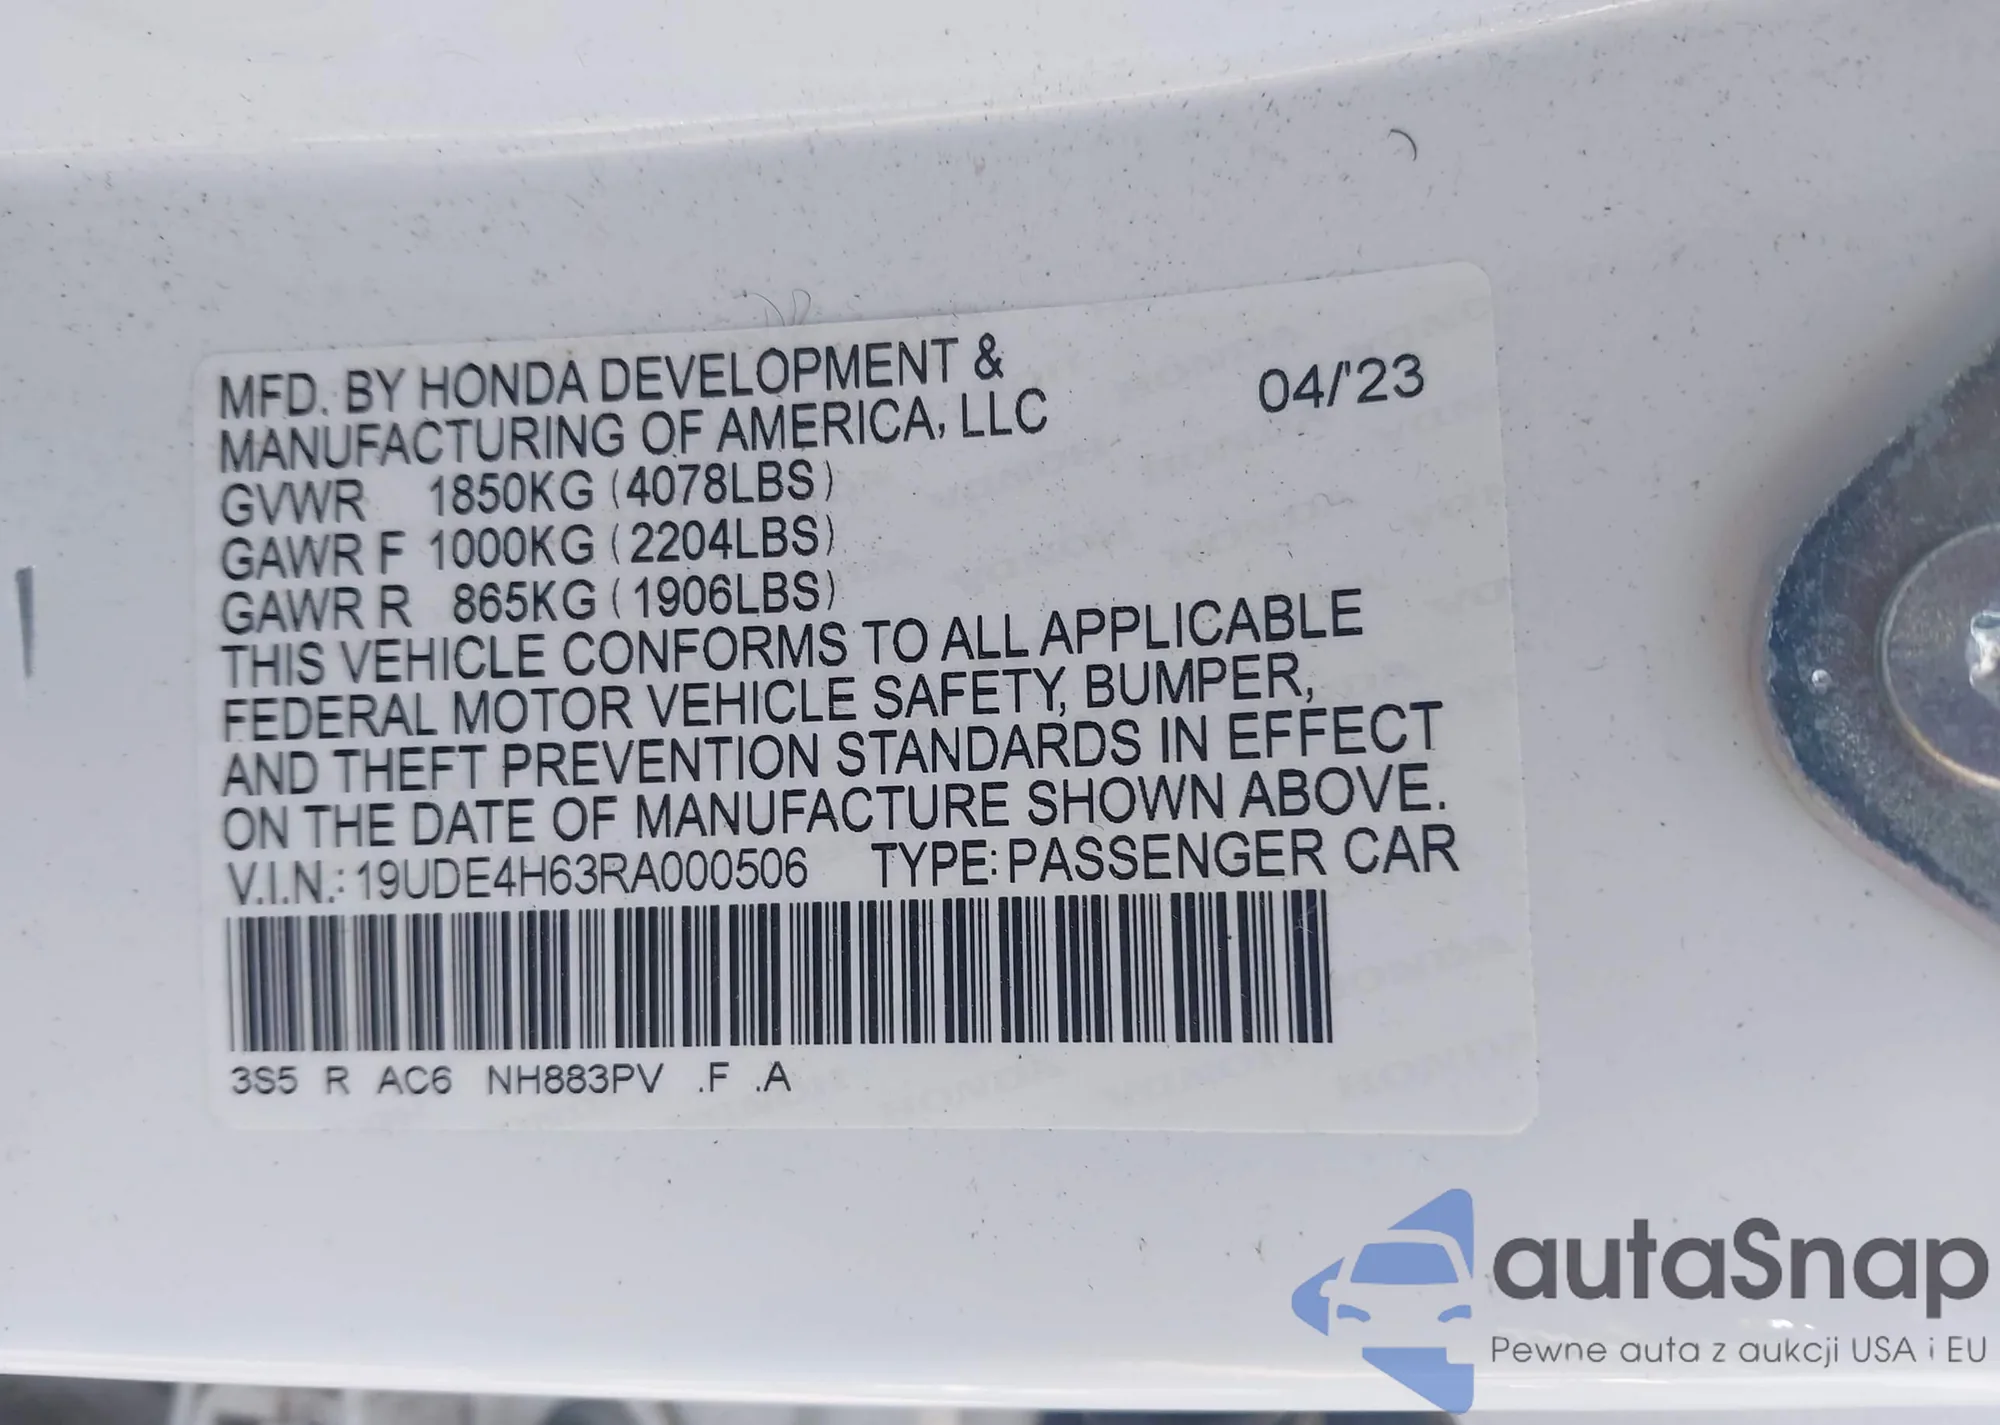 MFD. BY HONDA DEVELOPMENT &
MANUFACTURING OF AMERICA, LLC
04/'23
GVWR 1850KG (4078LBS)
GAWR F 1000KG (2204LBS)
GAWR R 865KG (1906LBS)
THIS VEHICLE CONFORMS TO ALL APPLICABLE
FEDERAL MOTOR VEHICLE SAFETY, BUMPER,
AND THEFT PREVENTION STANDARDS IN EFFECT
ON THE DATE OF MANUFACTURE SHOWN ABOVE.
V.I.N.: 19UDE4H63RA000506 TYPE: PASSENGER CAR
3S5 R AC6 NH883PV .F .A
autaSnap
Pewne auta z aukcji USA i EU